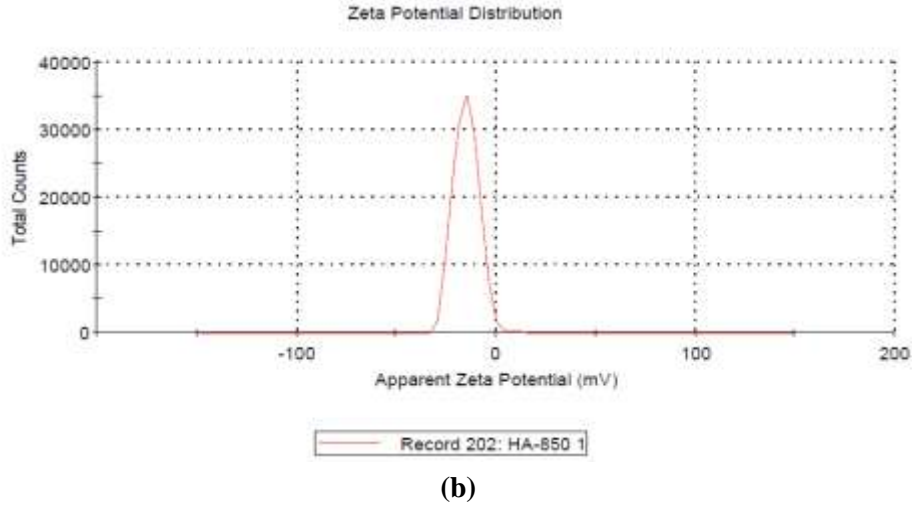 Zeta Potential Distribution
40000
30000
20000
10000
0
Total Counts
-100 0 100 200
Apparent Zeta Potential (mV)
Record 202: HA-850 1
(b)